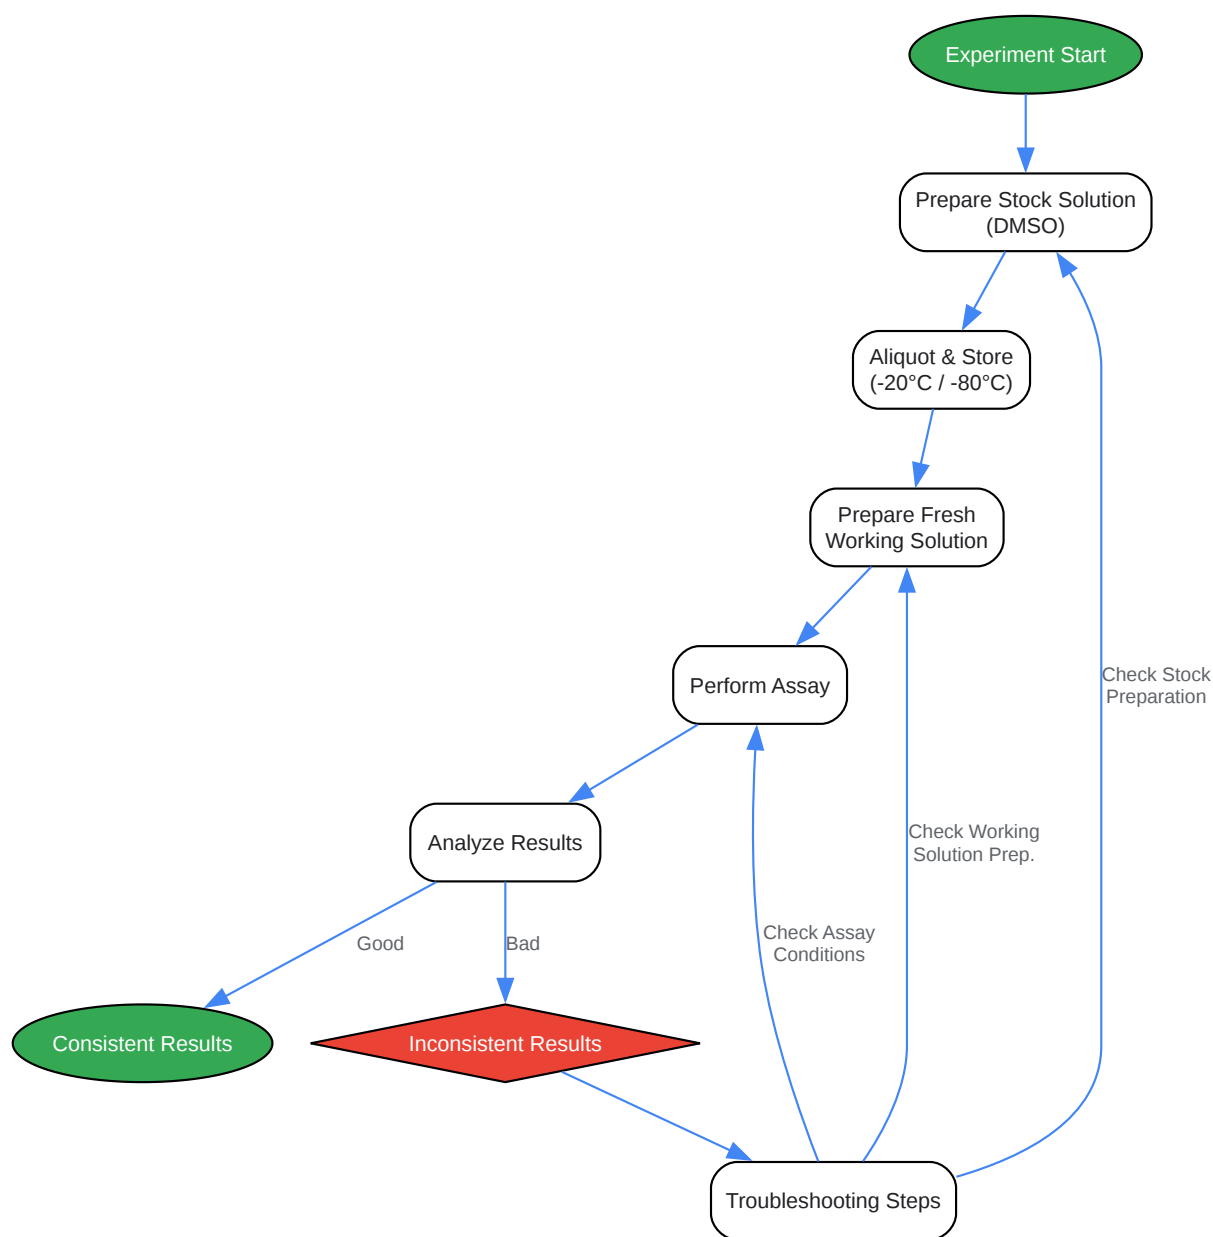 Experiment Start
Prepare Stock Solution
(DMSO)
Aliquot & Store
(-20°C / -80°C)
Prepare Fresh
Working Solution
Perform Assay
Check Stock
Preparation
Analyze Results
Check Working
Solution Prep.
Good
Bad
Check Assay
Conditions
Consistent Results
Inconsistent Results
Troubleshooting Steps